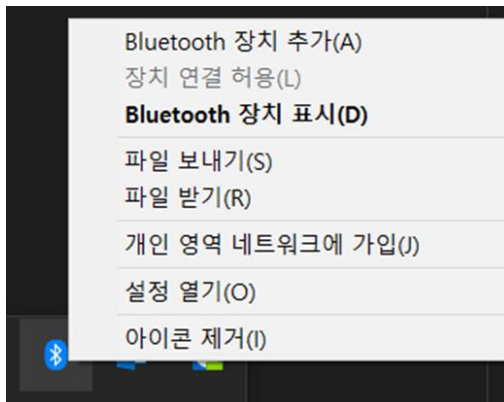 Bluetooth 장치 추가(A)
장치 연결 허용(L)
Bluetooth 장치 표시(D)
파일 보내기(S)
파일 받기(R)
개인 영역 네트워크에 가입(J)
설정 열기(O)
아이콘 제거(I)